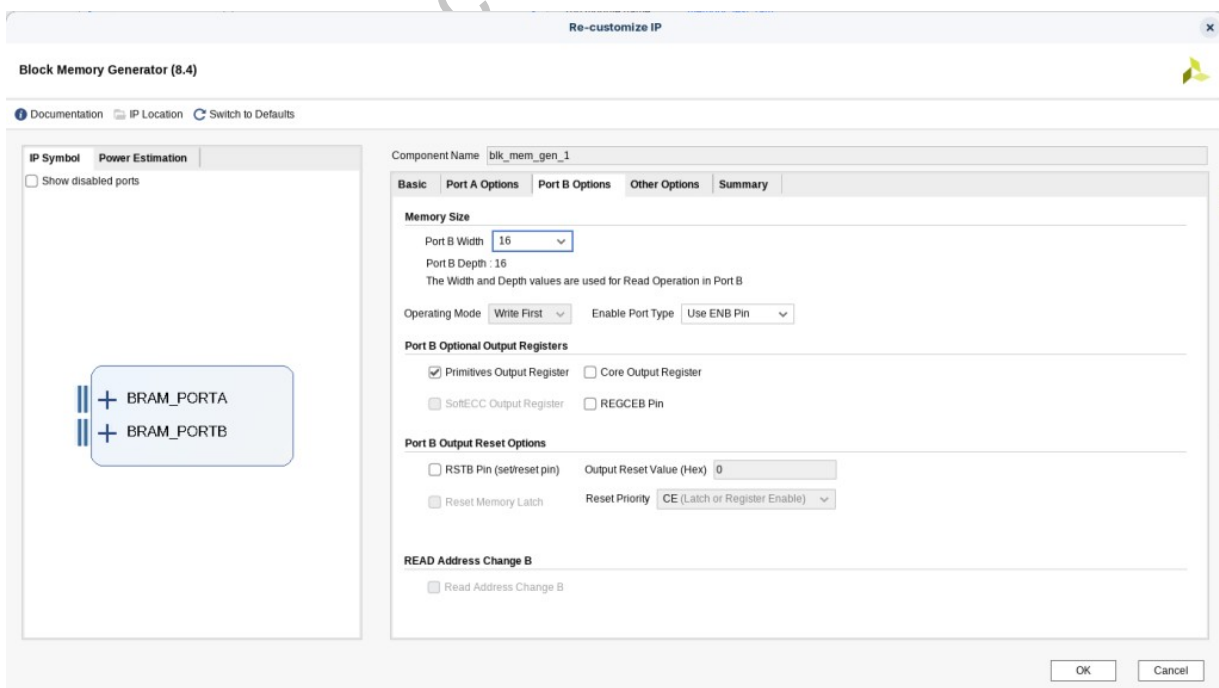 Re-customize IP
Block Memory Generator (8.4)
Documentation IP Location Switch to Defaults
IP Symbol Power Estimation
Show disabled ports
BRAM_PORTA
BRAM_PORTB
Component Name blk_mem_gen_1
Basic Port A Options Port B Options Other Options Summary
Memory Size
Port B Width 16
Port B Depth : 16
The Width and Depth values are used for Read Operation in Port B
Operating Mode Write First Enable Port Type Use ENB Pin
Port B Optional Output Registers
Primitives Output Register Core Output Register
SoftECC Output Register REGCEB Pin
Port B Output Reset Options
RSTB Pin (set/reset pin) Output Reset Value (Hex) 0
Reset Memory Latch Reset Priority CE (Latch or Register Enable)
READ Address Change B
Read Address Change B
OK Cancel